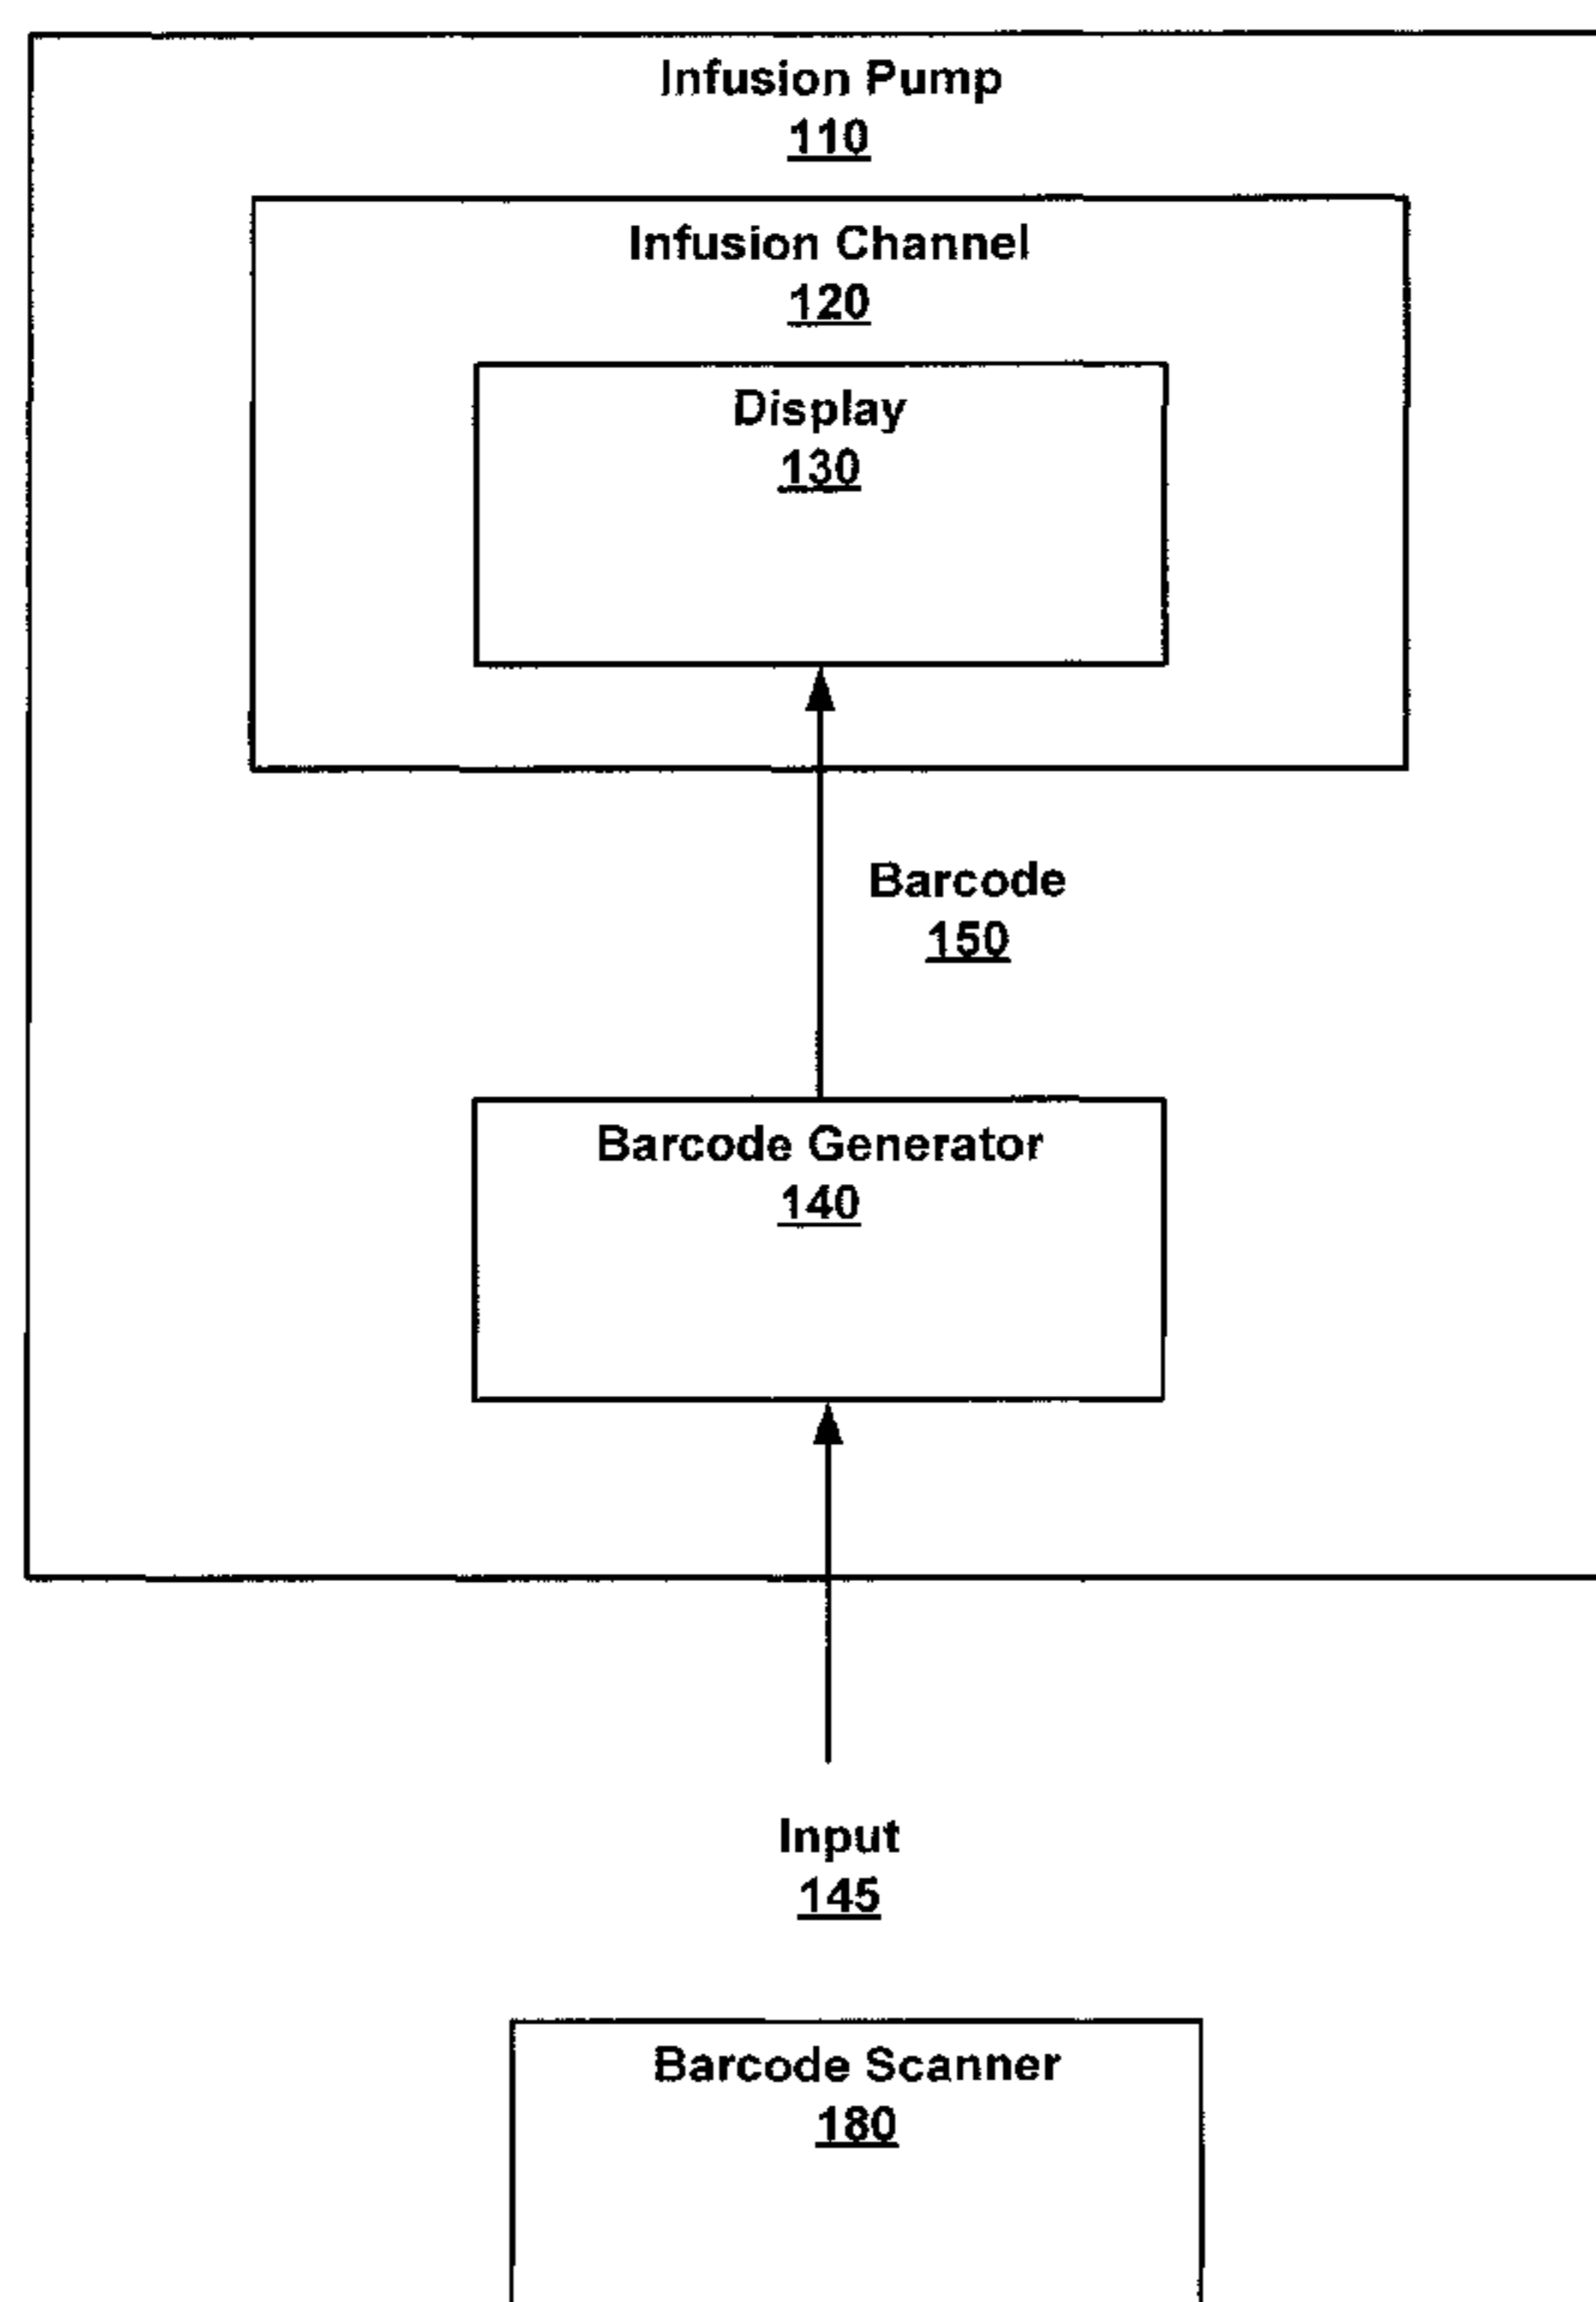 Infusion Pump
110
Infusion Channel
120
Display
130
Barcode
150
Barcode Generator
140
Input
145
Barcode Scanner
180